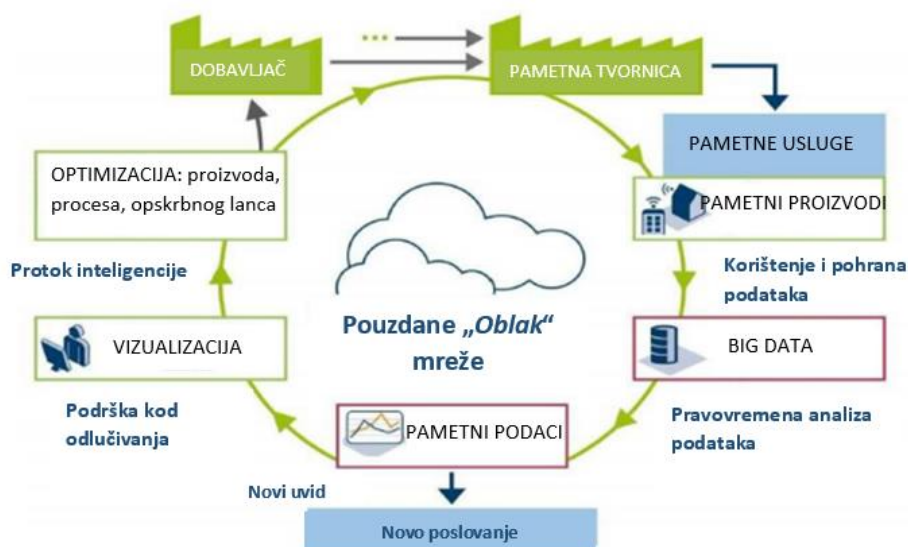 DOBAVLJAČ
PAMETNA TVORNICA
PAMETNE USLUGE
OPTIMIZACIJA: proizvoda,
procesa, opskrbnog lanca
PAMETNI PROIZVODI
Protok inteligencije
Korištenje i pohrana
podataka
Pouzdane „Oblak“
mreže
VIZUALIZACIJA
BIG DATA
Podrška kod
odlučivanja
PAMETNI PODACI
Pravovremena analiza
podataka
Novi uvid
Novo poslovanje